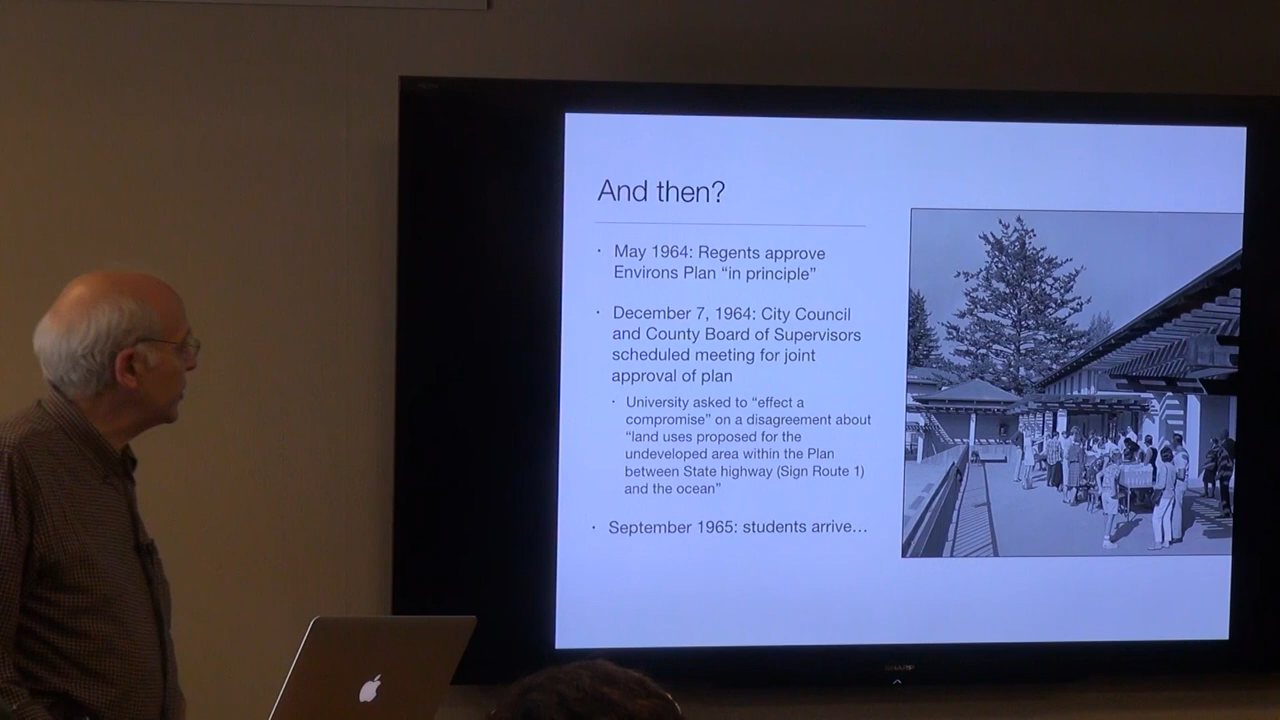 And then?
· May 1964: Regents approve
Environs Plan “in principle”
· December 7, 1964: City Council
and County Board of Supervisors
scheduled meeting for joint
approval of plan
· University asked to “effect a
compromise” on a disagreement about
“land uses proposed for the
undeveloped area within the Plan
between State highway (Sign Route 1)
and the ocean”
· September 1965: students arrive…
SHARP